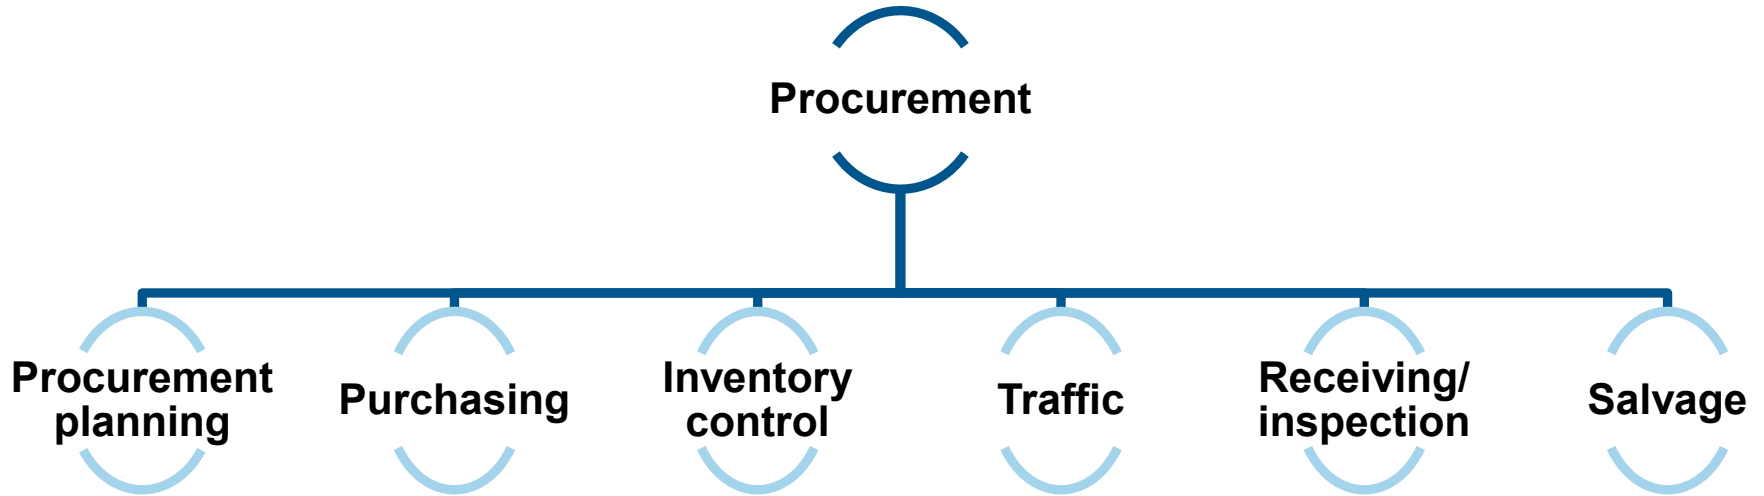 Procurement
Procurement
planning
Purchasing
Inventory
control
Traffic
Receiving/
inspection
Salvage